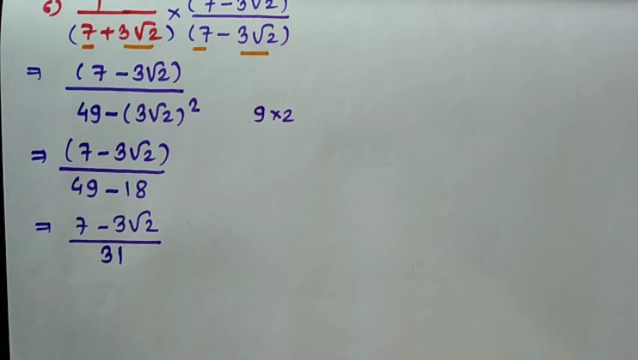 6) 1/(7+3√2) × (7-3√2)/(7-3√2)
⇒ (7-3√2)/49-(3√2)² 9×2
⇒ (7-3√2)/49-18
⇒ 7-3√2/31